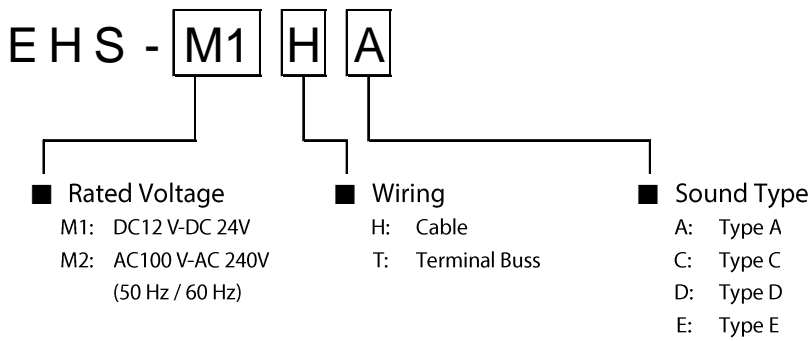 EHS-M1HA
■ Rated Voltage
M1: DC12 V-DC 24V
M2: AC100 V-AC 240V
(50 Hz / 60 Hz)
■ Wiring
H: Cable
T: Terminal Buss
■ Sound Type
A: Type A
C: Type C
D: Type D
E: Type E